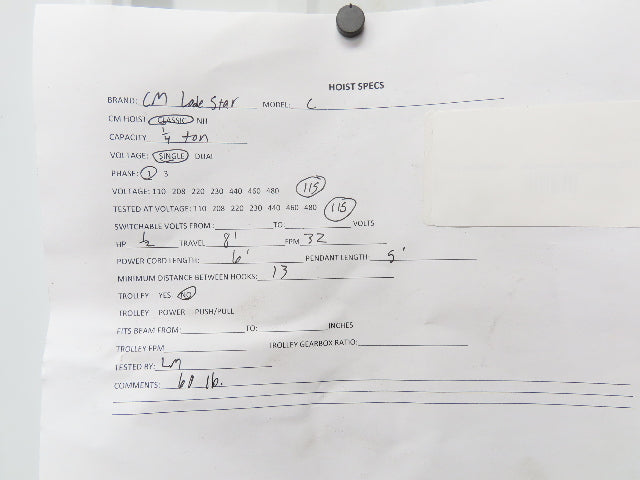 HOIST SPECS
BRAND: CM Lode Star MODEL: C
CM HOIST CLASSIC NH
CAPACITY 1/4 ton
VOLTAGE: SINGLE DUAL
PHASE: 1 3
VOLTAGE: 110 208 220 230 440 460 480 115
TESTED AT VOLTAGE: 110 208 220 230 440 460 480 115
SWITCHABLE VOLTS FROM: TO: VOLTS
HP 1/2 TRAVEL 8' FPM 32
POWER CORD LENGTH: 6' PENDANT LENGTH 5'
MINIMUM DISTANCE BETWEEN HOOKS: 13
TROLLEY YES NO
TROLLEY POWER PUSH/PULL
FITS BEAM FROM: TO: INCHES
TROLLEY FPM TROLLEY GEARBOX RATIO:
TESTED BY: LM
COMMENTS: lb.